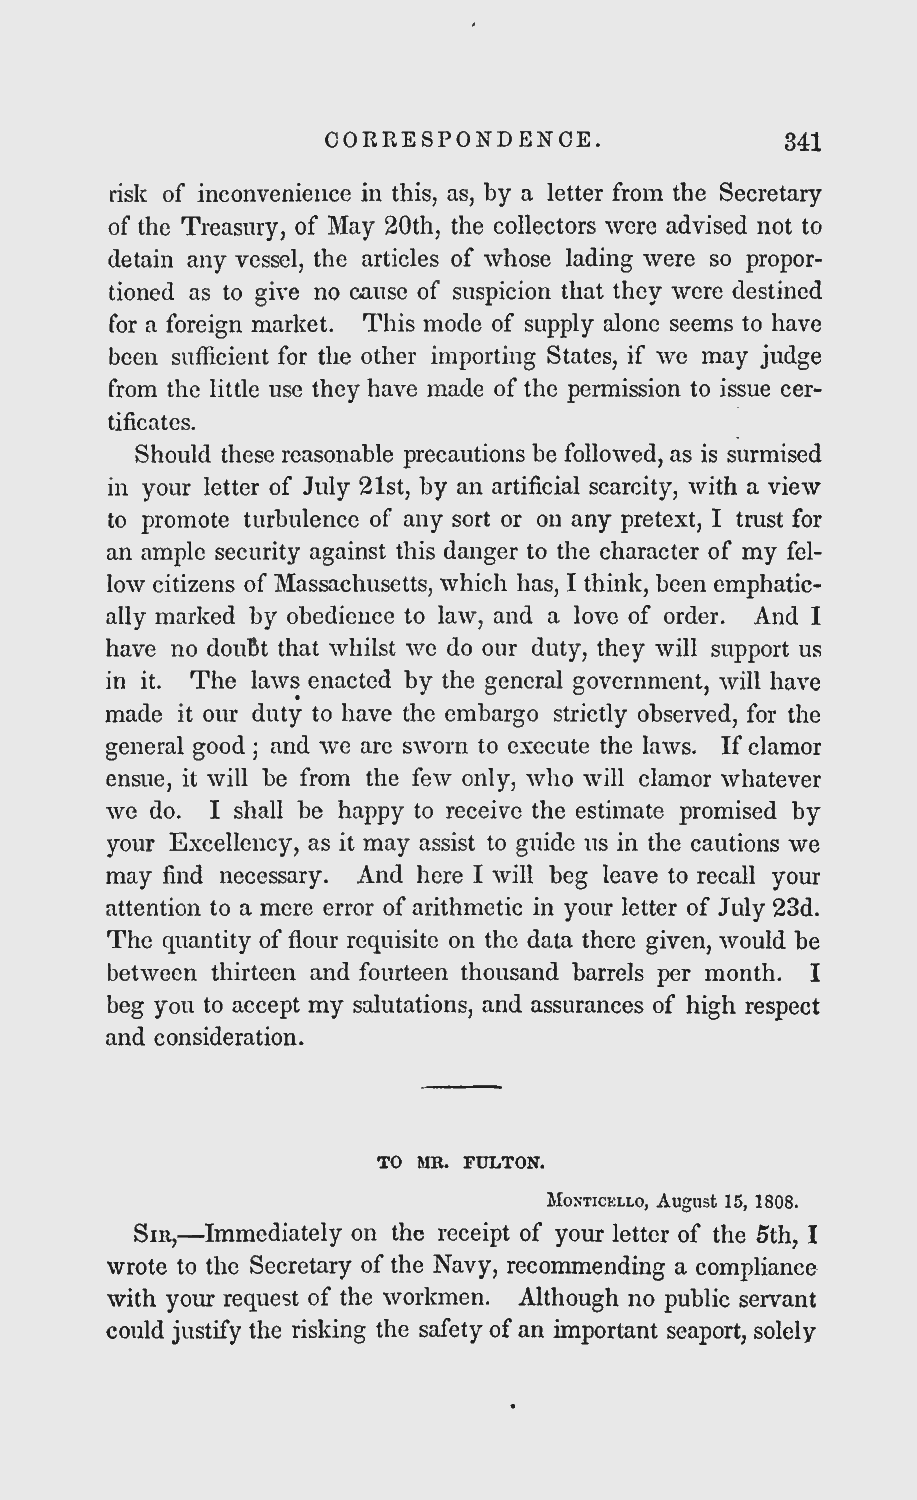 CORRESPONDENCE. 341
risk of inconvenience in this, as, by a letter from the Secretary
of the Treasury, of May 20th, the collectors were advised not to
detain any vessel, the articles of whose lading were so propor-
tioned as to give no cause of suspicion that they were destined
for a foreign market. This mode of supply alone seems to have
been sufficient for the other importing States, if we may judge
from the little use they have made of the permission to issue cer-
tificates.
Should these reasonable precautions be followed, as is surmised
in your letter of July 21st, by an artificial scarcity, with a view
to promote turbulence of any sort or on any pretext, I trust for
an ample security against this danger to the character of my fel-
low citizens of Massachusetts, which has, I think, been emphatic-
ally marked by obedience to law, and a love of order. And I
have no doubt that whilst we do our duty, they will support us
in it. The laws enacted by the general government, will have
made it our duty to have the embargo strictly observed, for the
general good; and we are sworn to execute the laws. If clamor
ensue, it will be from the few only, who will clamor whatever
we do. I shall be happy to receive the estimate promised by
your Excellency, as it may assist to guide us in the cautions we
may find necessary. And here I will beg leave to recall your
attention to a mere error of arithmetic in your letter of July 23d.
The quantity of flour requisite on the data there given, would be
between thirteen and fourteen thousand barrels per month. I
beg you to accept my salutations, and assurances of high respect
and consideration.
TO MR. FULTON.
MONTICELLO, August 15, 1808.
SIR,—Immediately on the receipt of your letter of the 5th, I
wrote to the Secretary of the Navy, recommending a compliance
with your request of the workmen. Although no public servant
could justify the risking the safety of an important seaport, solely